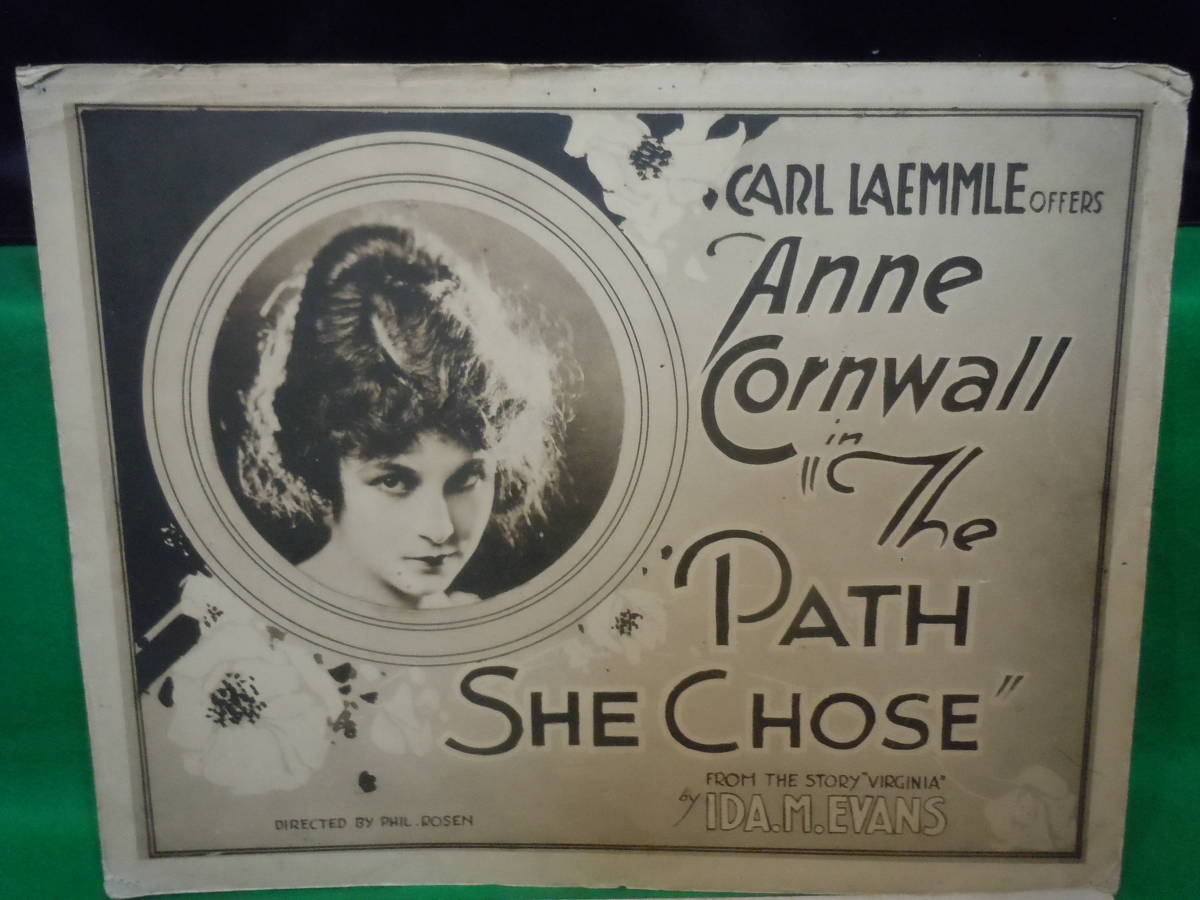 CARL LAEMMLE OFFERS
Anne
Cornwall
in
"The
PATH
SHE CHOSE"
FROM THE STORY "VIRGINIA"
by IDA.M.EVANS
DIRECTED BY PHIL.ROSEN